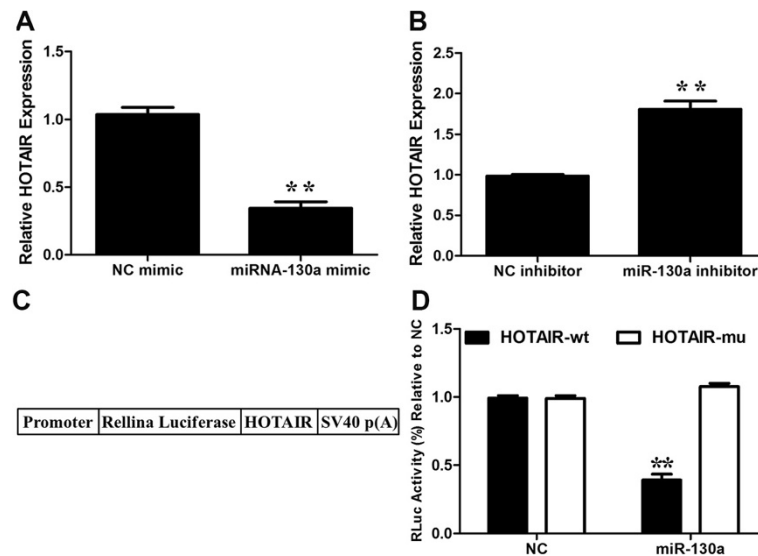 A
Relative HOTAIR Expression
1.5
1.0
0.5
0.0
**
NC mimic
miRNA-130a mimic
B
Relative HOTAIR Expression
2.5
2.0
1.5
1.0
0.5
0.0
**
NC inhibitor
miR-130a inhibitor
C
Promoter Rellina Luciferase HOTAIR SV40 p(A)
D
RLuc Activity (%) Relative to NC
1.5
1.0
0.5
0.0
HOTAIR-wt
HOTAIR-mu
**
NC
miR-130a